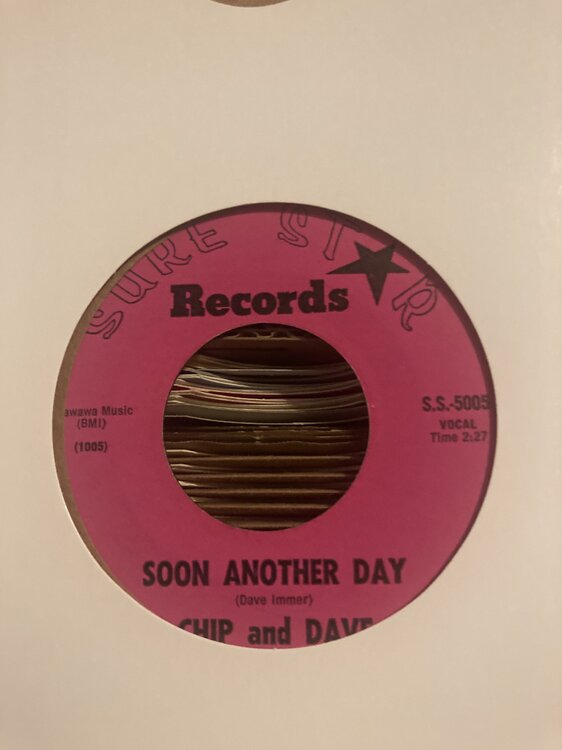 SURE STAR
Records
awawa Music
(BMI)
(1005)
S.S.-5005
VOCAL
Time 2:27
SOON ANOTHER DAY
(Dave Immer)
CHIP and DAVE